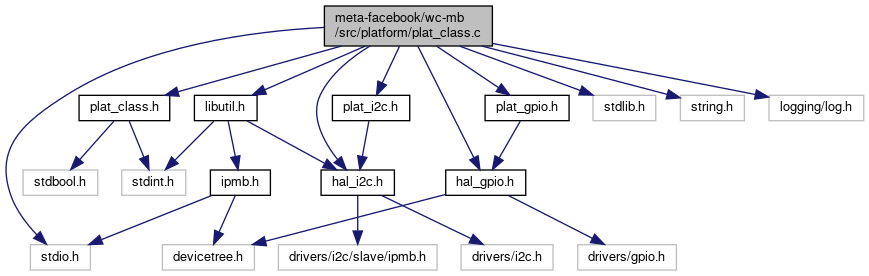 meta-facebook/wc-mb
/src/platform/plat_class.c
plat_class.h
libutil.h
plat_i2c.h
plat_gpio.h
stdlib.h
string.h
logging/log.h
stdbool.h
stdint.h
ipmb.h
hal_i2c.h
hal_gpio.h
stdio.h
devicetree.h
drivers/i2c/slave/ipmb.h
drivers/i2c.h
drivers/gpio.h